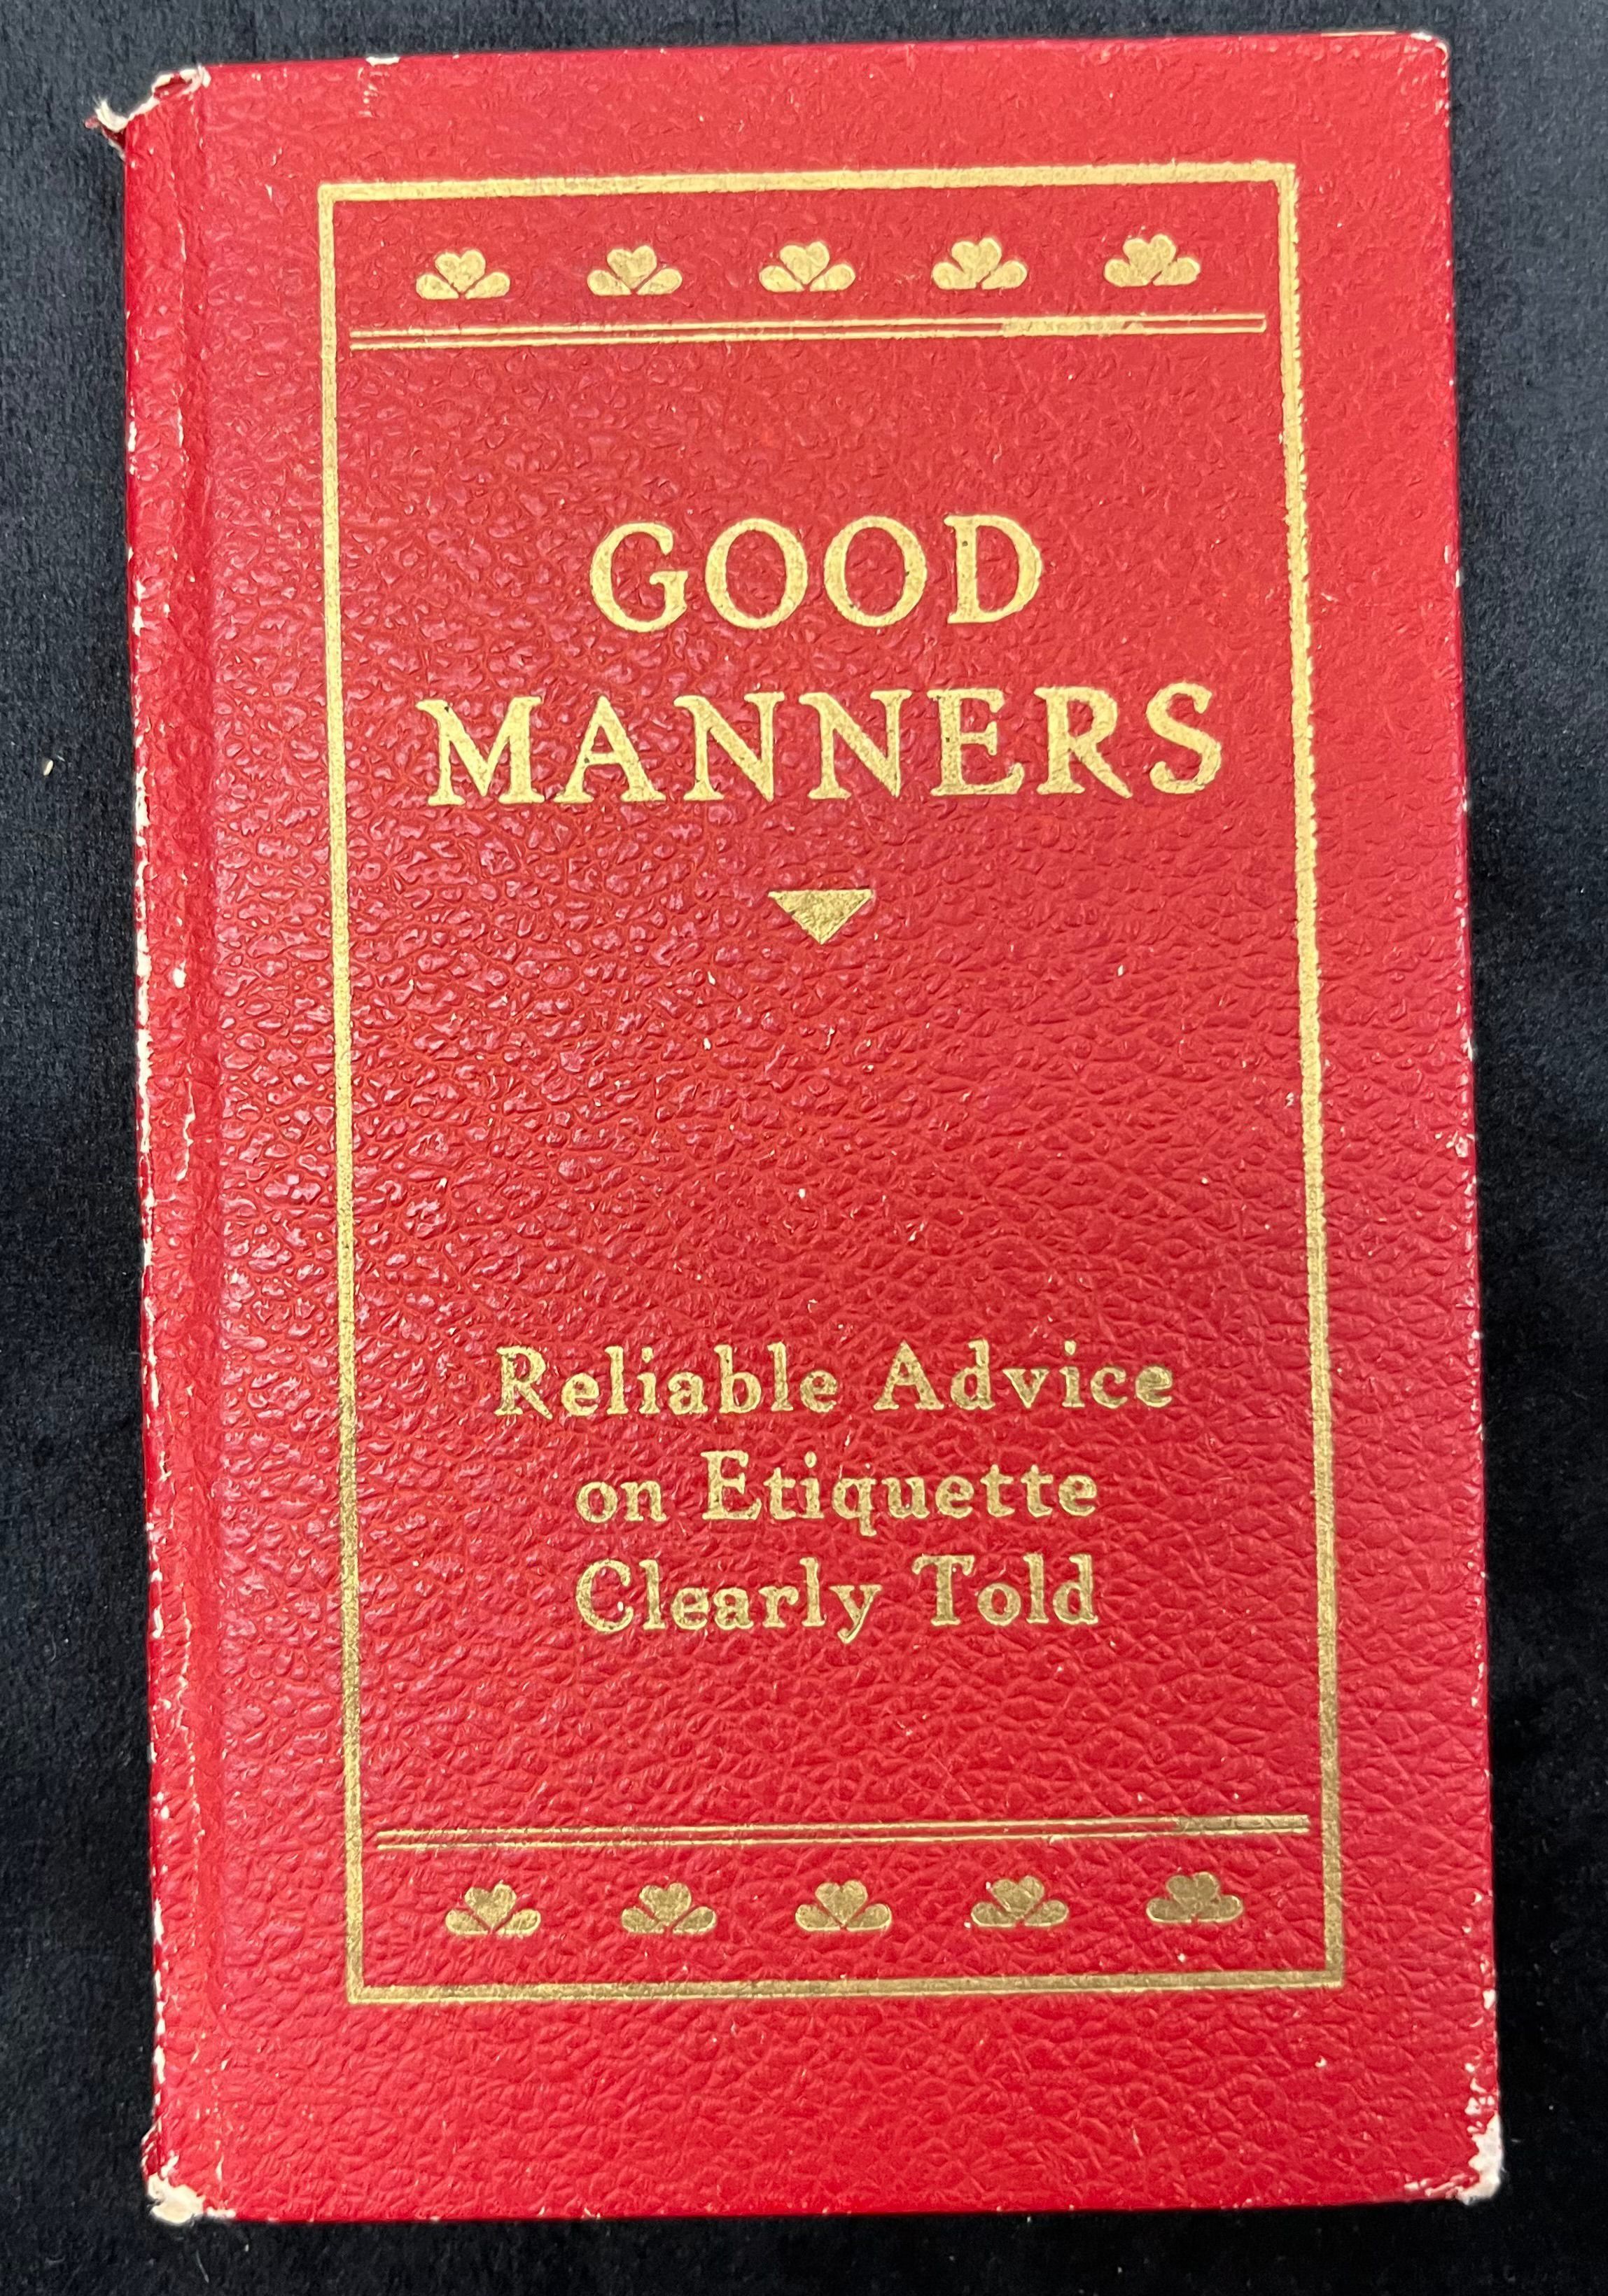 GOOD
MANNERS
Reliable Advice
on Etiquette
Clearly Told